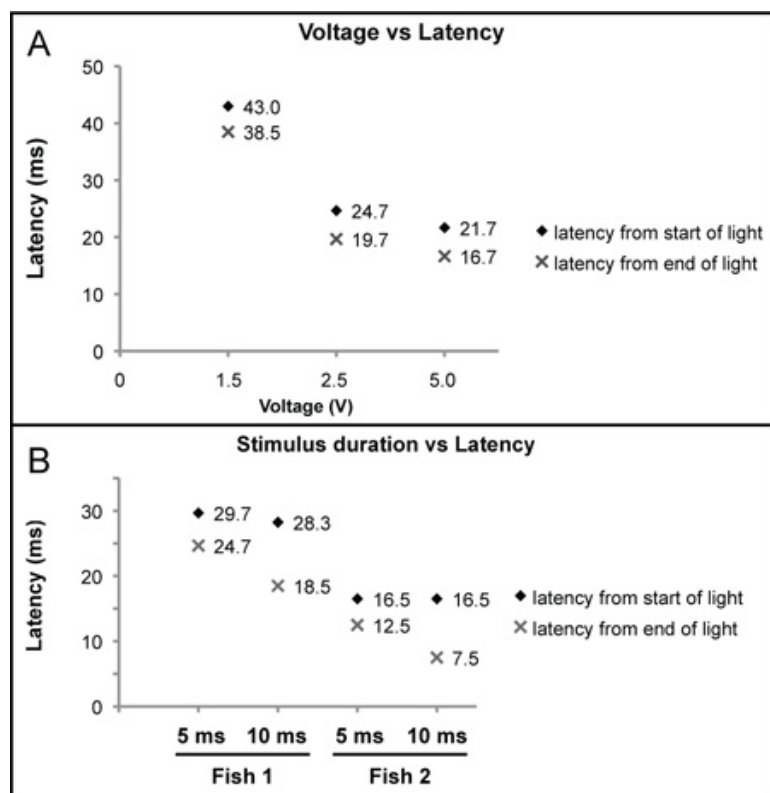 A
Voltage vs Latency
50
40
30
20
10
0
Latency (ms)
43.0
38.5
24.7
19.7
21.7
16.7
latency from start of light
latency from end of light
0 1.5 2.5 5.0
Voltage (V)
B
Stimulus duration vs Latency
30
20
10
0
Latency (ms)
29.7
24.7
28.3
18.5
16.5
12.5
16.5
7.5
latency from start of light
latency from end of light
5 ms 10 ms 5 ms 10 ms
Fish 1 Fish 2